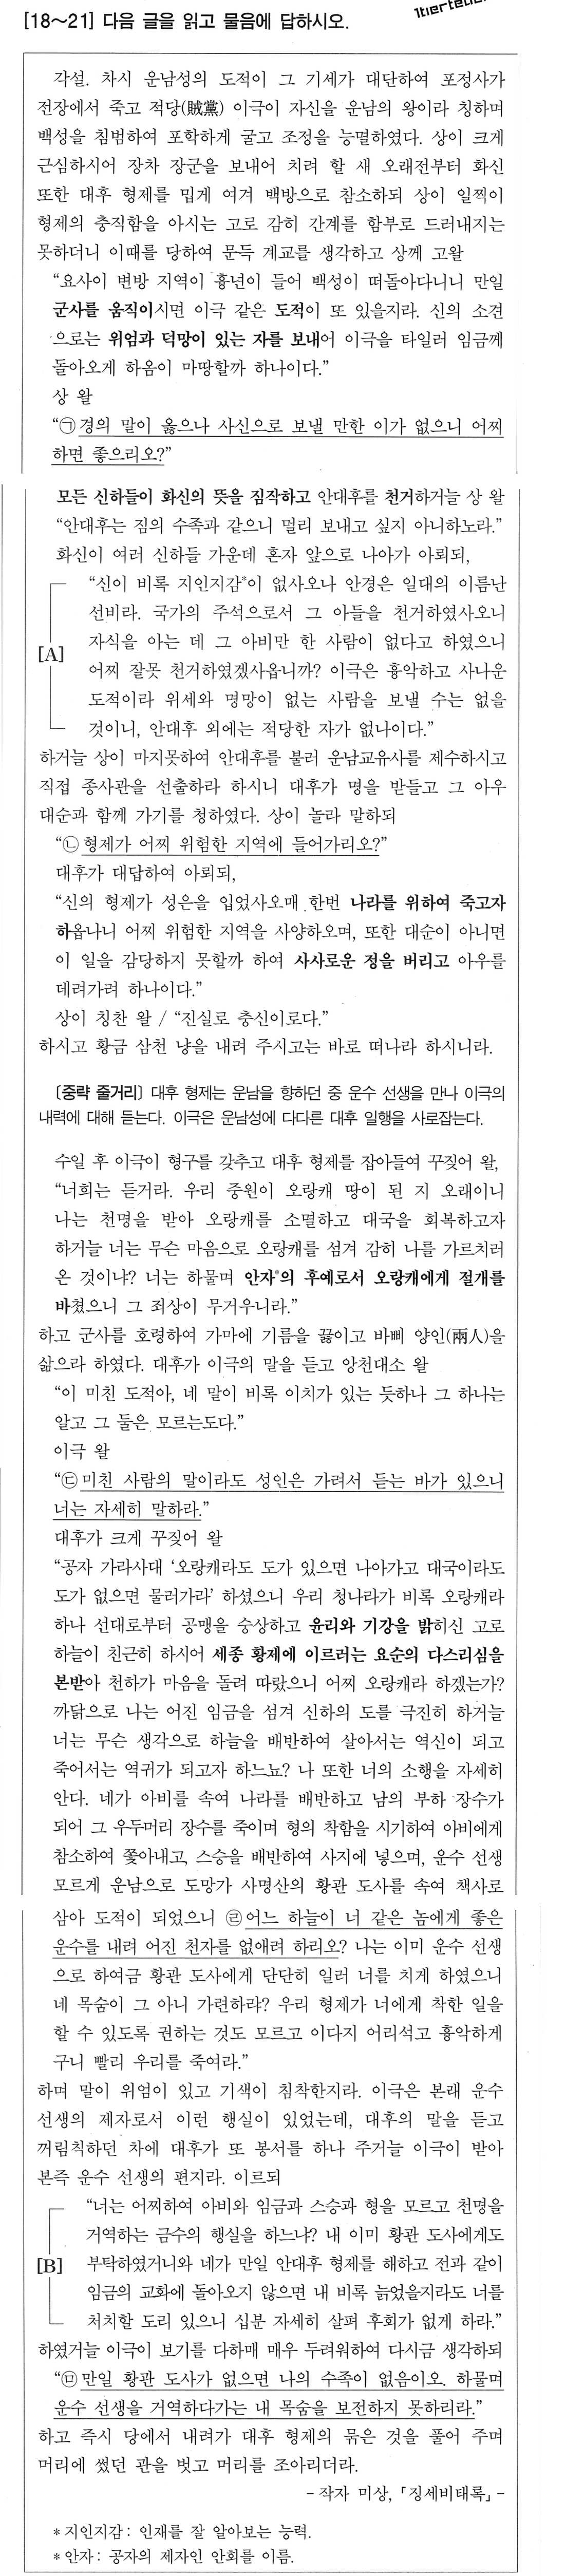 [18~21] 다음 글을 읽고 물음에 답하시오.
각설. 차시 운남성의 도적이 그 기세가 대단하여 포정사가
전장에서 죽고 적당(賊黨) 이극이 자신을 운남의 왕이라 칭하며
백성을 침범하여 포학하게 굴고 조정을 능멸하였다. 상이 크게
근심하시어 장차 장군을 보내어 치려 할 새 오래전부터 화신
또한 대후 형제를 밉게 여겨 백방으로 참소하되 상이 일찍이
형제의 충직함을 아시는 고로 감히 간계를 함부로 드러내지는
못하더니 이때를 당하여 문득 계교를 생각하고 상께 고왈
“요사이 변방 지역이 흉년이 들어 백성이 떠돌아다니니 만일
군사를 움직이시면 이극 같은 도적이 또 있을지라. 신의 소견
으로는 위엄과 덕망이 있는 자를 보내어 이극을 타일러 임금께
돌아오게 하옴이 마땅할까 하나이다.”
상 왈
“㉠경의 말이 옳으나 사신으로 보낼 만한 이가 없으니 어찌
하면 좋으리오?”
모든 신하들이 화신의 뜻을 짐작하고 안대후를 천거하거늘 상 왈
“안대후는 짐의 수족과 같으니 멀리 보내고 싶지 아니하노라.”
화신이 여러 신하들 가운데 혼자 앞으로 나아가 아뢰되,
“신이 비록 지인지감*이 없사오나 안경은 일대의 이름난
선비라. 국가의 주석으로서 그 아들을 천거하였사오니
[A] 자식을 아는 데 그 아비만 한 사람이 없다고 하였으니
어찌 잘못 천거하였겠사옵니까? 이극은 흉악하고 사나운
도적이라 위세와 명망이 없는 사람을 보낼 수는 없을
것이니, 안대후 외에는 적당한 자가 없나이다.”
하거늘 상이 마지못하여 안대후를 불러 운남교유사를 제수하시고
직접 종사관을 선출하라 하시니 대후가 명을 받들고 그 아우
대순과 함께 가기를 청하였다. 상이 놀라 말하되
“㉡형제가 어찌 위험한 지역에 들어가리오?”
대후가 대답하여 아뢰되,
“신의 형제가 성은을 입었사오매 한번 나라를 위하여 죽고자
하옵나니 어찌 위험한 지역을 사양하오며, 또한 대순이 아니면
이 일을 감당하지 못할까 하여 사사로운 정을 버리고 아우를
데려가려 하나이다.”
상이 칭찬 왈 / “진실로 충신이로다.”
하시고 황금 삼천 냥을 내려 주시고는 바로 떠나라 하시니라.
[중략 줄거리] 대후 형제는 운남을 향하던 중 운수 선생을 만나 이극의
내력에 대해 듣는다. 이극은 운남성에 다다른 대후 일행을 사로잡는다.
수일 후 이극이 형구를 갖추고 대후 형제를 잡아들여 꾸짖어 왈,
“너희는 듣거라. 우리 중원이 오랑캐 땅이 된 지 오래이니
나는 천명을 받아 오랑캐를 소멸하고 대국을 회복하고자
하거늘 너는 무슨 마음으로 오랑캐를 섬겨 감히 나를 가르치러
온 것이냐? 너는 하물며 안자*의 후예로서 오랑캐에게 절개를
바쳤으니 그 죄상이 무거우니라.”
하고 군사를 호령하여 가마에 기름을 끓이고 바삐 양인(兩人)을
삶으라 하였다. 대후가 이극의 말을 듣고 앙천대소 왈
“이 미친 도적아, 네 말이 비록 이치가 있는 듯하나 그 하나는
알고 그 둘은 모르는도다.”
이극 왈
“㉢미친 사람의 말이라도 성인은 가려서 듣는 바가 있으니
너는 자세히 말하라.”
대후가 크게 꾸짖어 왈
“공자 가라사대 ‘오랑캐라도 도가 있으면 나아가고 대국이라도
도가 없으면 물러가라’ 하셨으니 우리 청나라가 비록 오랑캐라
하나 선대로부터 공맹을 숭상하고 윤리와 기강을 밝히신 고로
하늘이 친근히 하시어 세종 황제에 이르러는 요순의 다스리심을
본받아 천하가 마음을 돌려 따랐으니 어찌 오랑캐라 하겠는가?
까닭으로 나는 어진 임금을 섬겨 신하의 도를 극진히 하거늘
너는 무슨 생각으로 하늘을 배반하여 살아서는 역신이 되고
죽어서는 역귀가 되고자 하느뇨? 나 또한 너의 소행을 자세히
안다. 네가 아비를 속여 나라를 배반하고 남의 부하 장수가
되어 그 우두머리 장수를 죽이며 형의 착함을 시기하여 아비에게
참소하여 쫓아내고, 스승을 배반하여 사지에 넣으며, 운수 선생
모르게 운남으로 도망가 사명산의 황관 도사를 속여 책사로
삼아 도적이 되었으니 ㉣어느 하늘이 너 같은 놈에게 좋은
운수를 내려 어진 천자를 없애려 하리오? 나는 이미 운수 선생
으로 하여금 황관 도사에게 단단히 일러 너를 치게 하였으니
네 목숨이 그 아니 가련하랴? 우리 형제가 너에게 착한 일을
할 수 있도록 권하는 것도 모르고 이다지 어리석고 흉악하게
구니 빨리 우리를 죽여라.”
하며 말이 위엄이 있고 기색이 침착한지라. 이극은 본래 운수
선생의 제자로서 이런 행실이 있었는데, 대후의 말을 듣고
꺼림칙하던 차에 대후가 또 봉서를 하나 주거늘 이극이 받아
본즉 운수 선생의 편지라. 이르되
“너는 어찌하여 아비와 임금과 스승과 형을 모르고 천명을
거역하는 금수의 행실을 하느냐? 내 이미 황관 도사에게도
[B] 부탁하였거니와 네가 만일 안대후 형제를 해하고 전과 같이
임금의 교화에 돌아오지 않으면 내 비록 늙었을지라도 너를
처치할 도리 있으니 십분 자세히 살펴 후회가 없게 하라.”
하였거늘 이극이 보기를 다하매 매우 두려워하여 다시금 생각하되
“㉤만일 황관 도사가 없으면 나의 수족이 없음이오. 하물며
운수 선생을 거역하다가는 내 목숨을 보전하지 못하리라.”
하고 즉시 당에서 내려가 대후 형제의 묶은 것을 풀어 주며
머리에 썼던 관을 벗고 머리를 조아리더라.
- 작자 미상, 「징세비태록」-
*지인지감: 인재를 잘 알아보는 능력.
*안자: 공자의 제자인 안회를 이름.